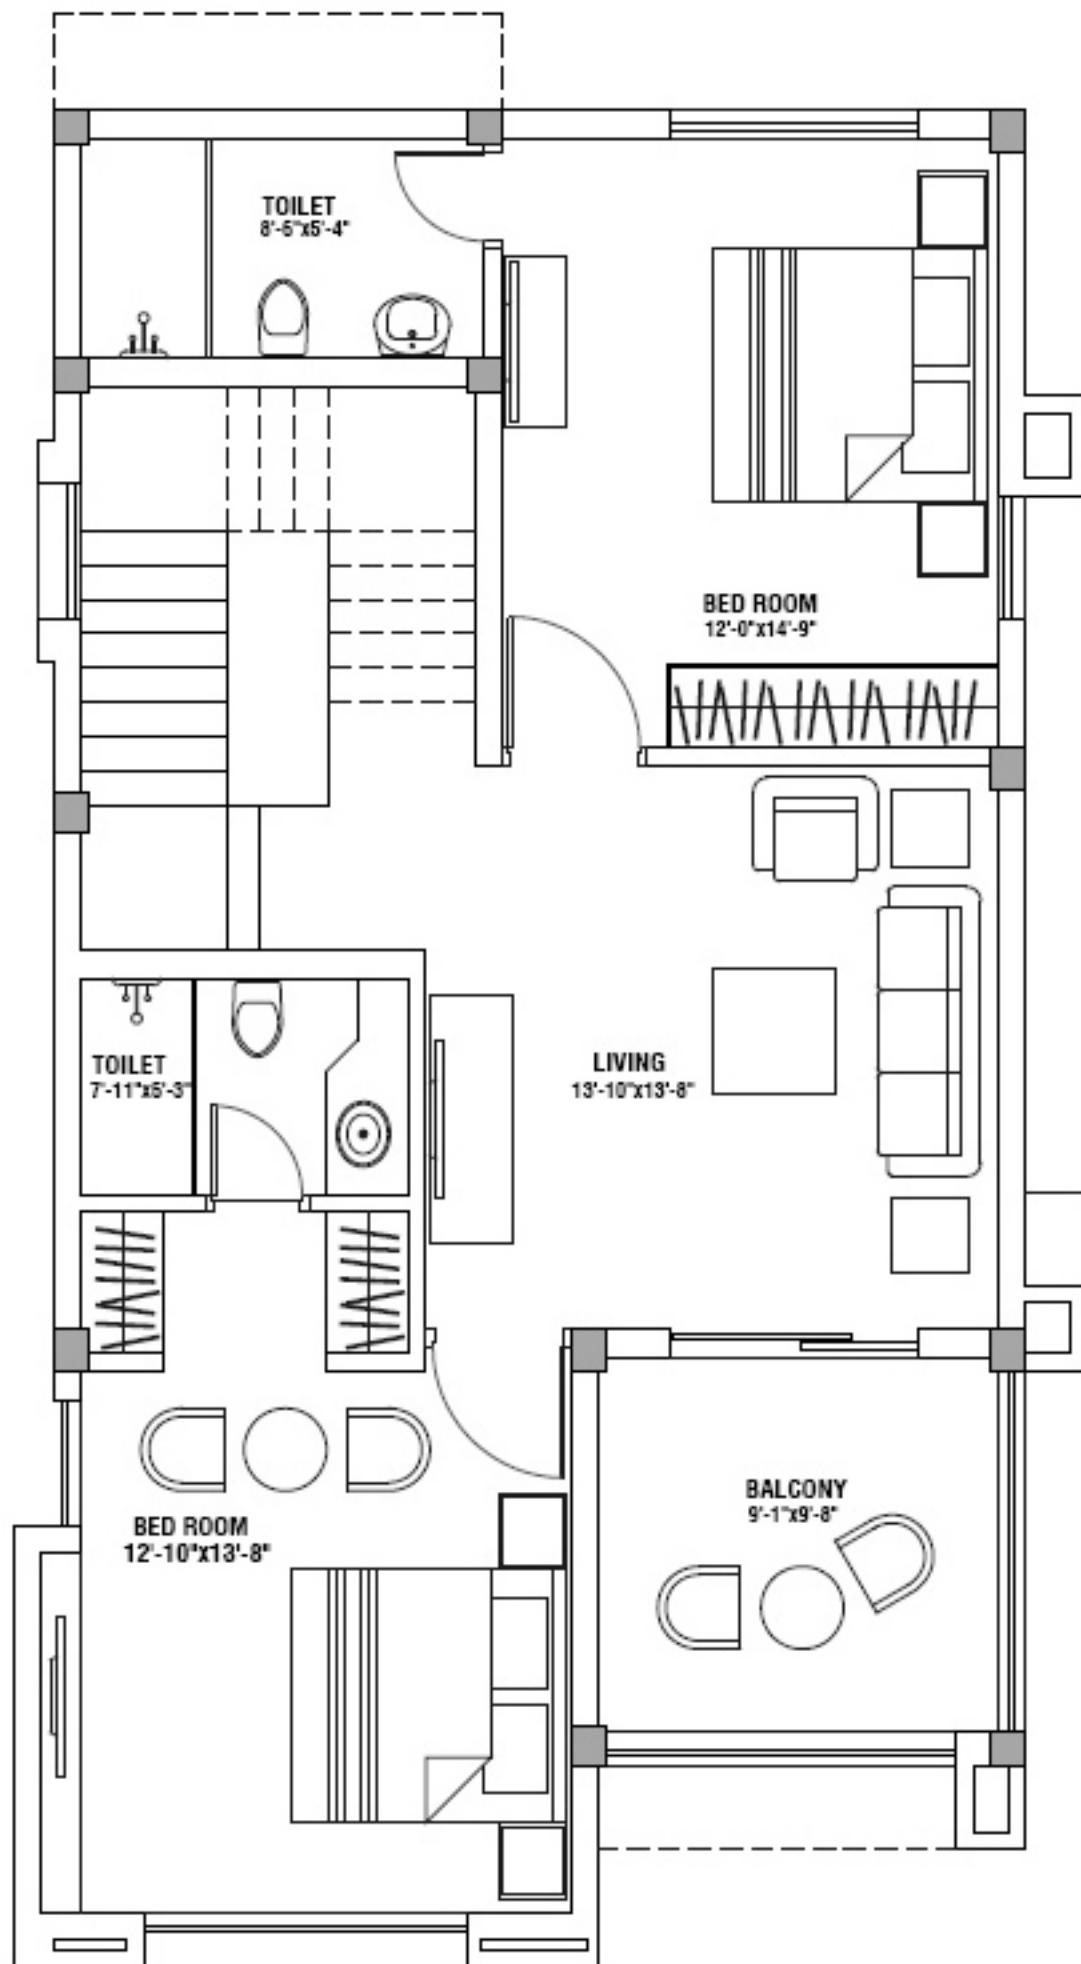 TOILET
8'-6"x5'-4"
BED ROOM
12'-0"x14'-9"
LIVING
13'-10"x13'-8"
TOILET
7'-11"x5'-3"
BALCONY
9'-1"x9'-8"
BED ROOM
12'-10"x13'-8"